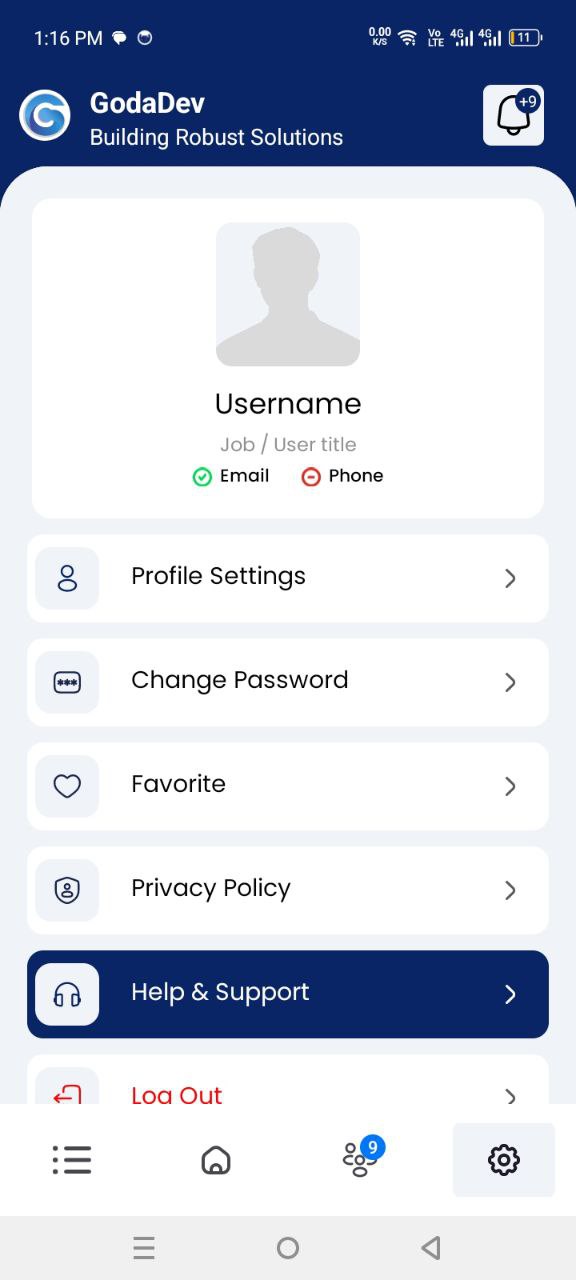 1:16 PM
0.00
K/S
Vo
LTE
4G
4G
11
GodaDev
+9
Building Robust Solutions
Username
Job / User title
Email
Phone
Profile Settings
***
Change Password
Favorite
Privacy Policy
Help & Support
Log Out
9